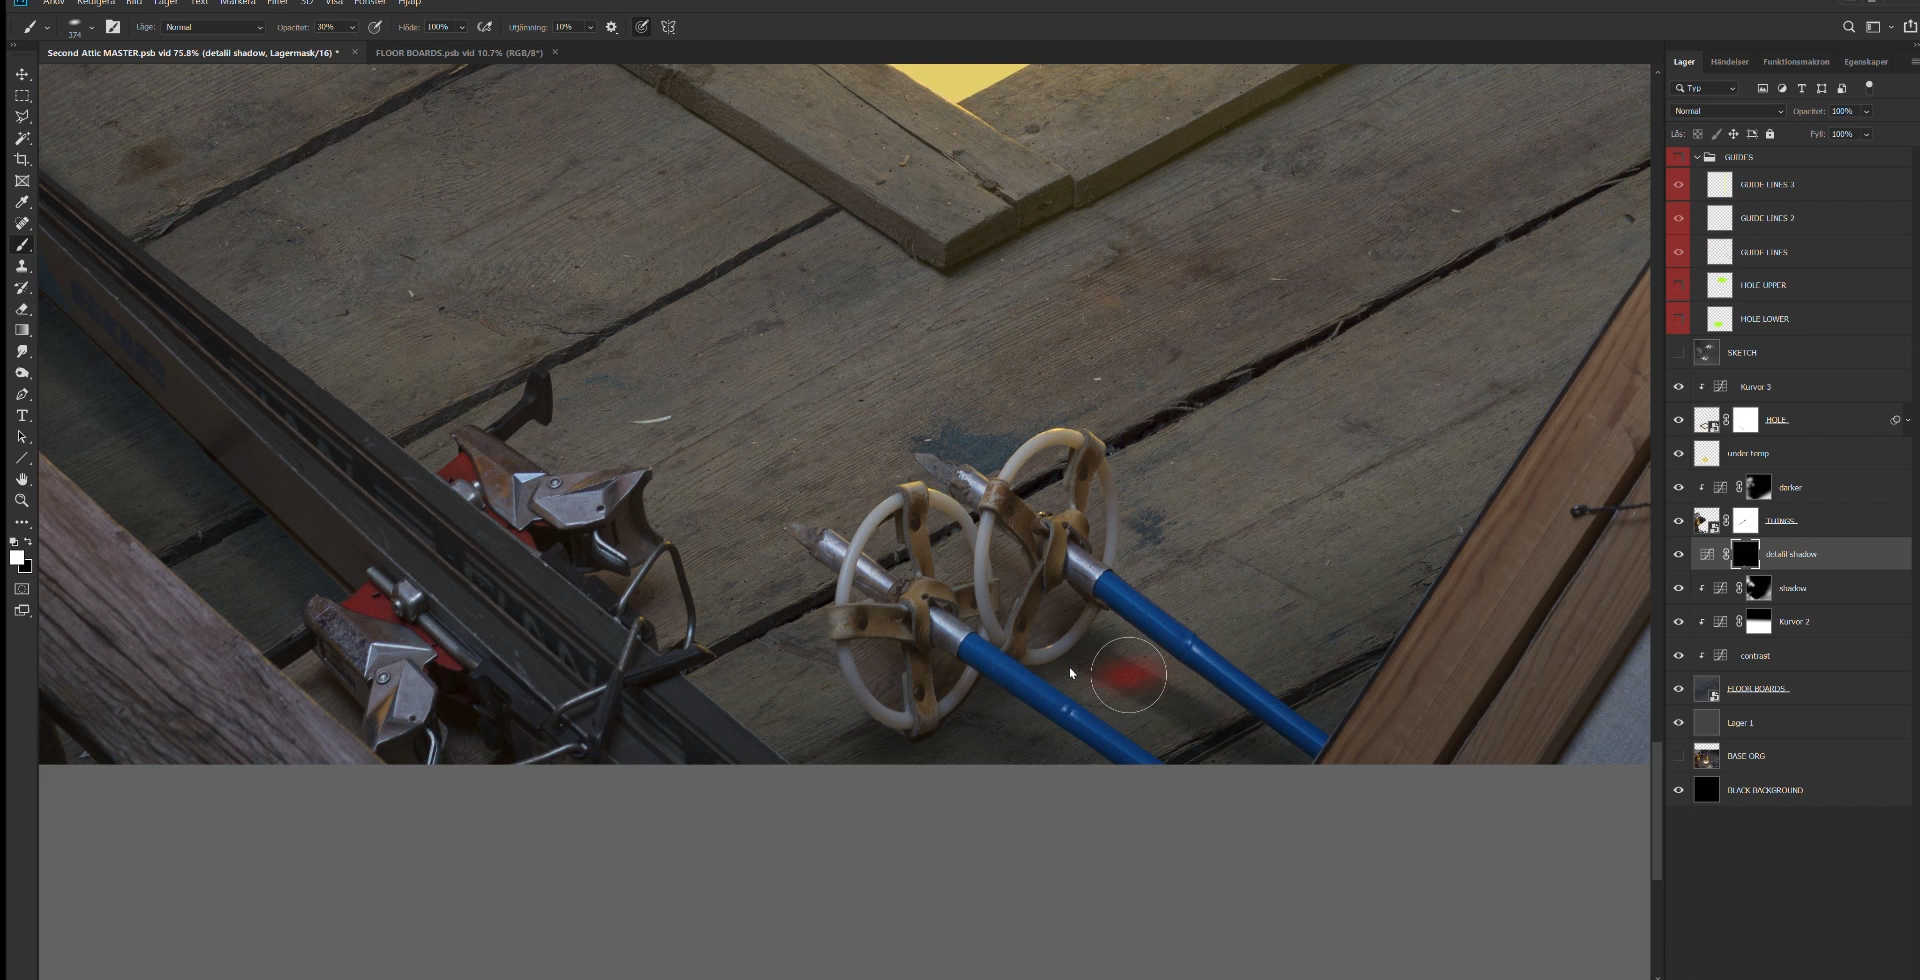 Arkiv Redigera Bild Lager Text Markera Filter 3D Visa Fönster Hjälp
374 Läge: Normal Opacitet: 30% Flöde: 100% Utjämning: 10%
Second Attic MASTER.psb vid 75.8% (detalil shadow, Lagermask/16) * FLOOR BOARDS.psb vid 10.7% (RGB/8*)
Lager Händelser Funktionsmakron Egenskaper
Typ
Normal Opacitet: 100%
Lås: Fyll: 100%
GUIDES
GUIDE LINES 3
GUIDE LINES 2
GUIDE LINES
HOLE UPPER
HOLE LOWER
SKETCH
Kurvor 3
HOLE
under temp
darker
THINGS
detalil shadow
shadow
Kurvor 2
contrast
FLOOR BOARDS
Lager 1
BASE ORG
BLACK BACKGROUND